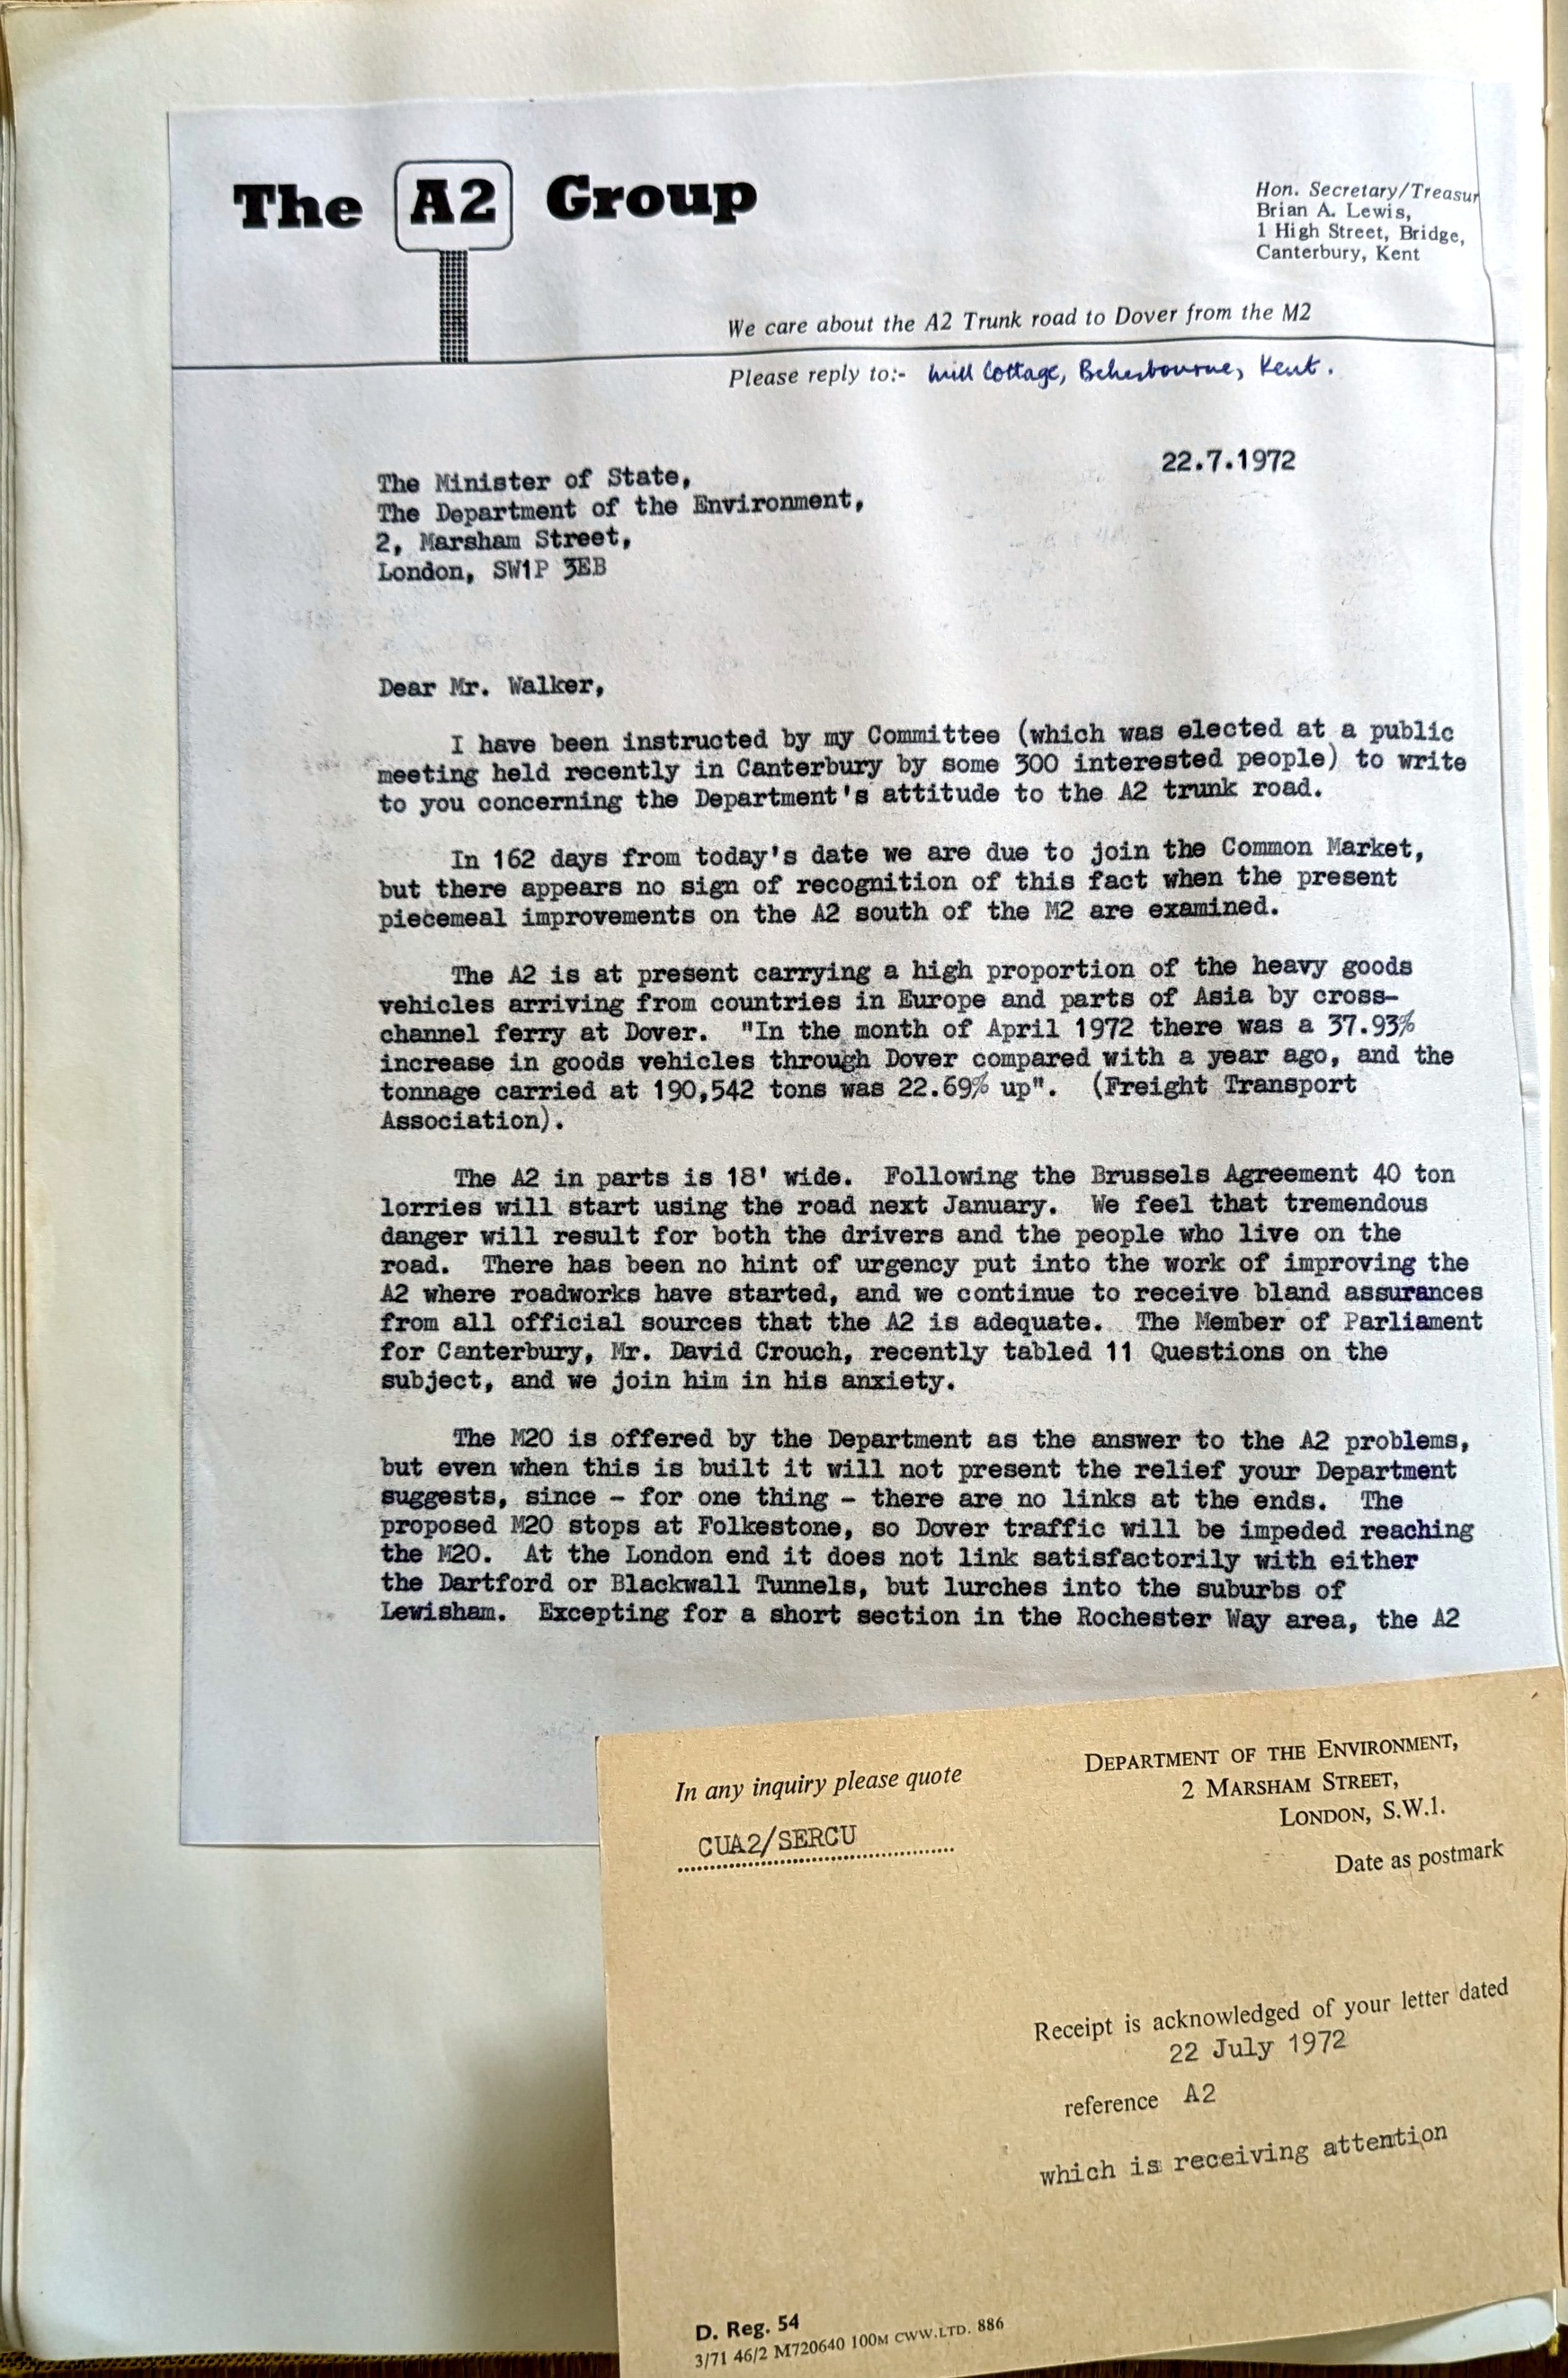 The A2 Group
Hon. Secretary/Treasur
Brian A. Lewis,
1 High Street, Bridge,
Canterbury, Kent
We care about the A2 Trunk road to Dover from the M2
Please reply to:- Mill Cottage, Bekesbourne, Kent.
22.7.1972
The Minister of State,
The Department of the Environment,
2, Marsham Street,
London, SW1P 3EB
Dear Mr. Walker,
I have been instructed by my Committee (which was elected at a public
meeting held recently in Canterbury by some 300 interested people) to write
to you concerning the Department's attitude to the A2 trunk road.
In 162 days from today's date we are due to join the Common Market,
but there appears no sign of recognition of this fact when the present
piecemeal improvements on the A2 south of the M2 are examined.
The A2 is at present carrying a high proportion of the heavy goods
vehicles arriving from countries in Europe and parts of Asia by cross-
channel ferry at Dover. "In the month of April 1972 there was a 37.93%
increase in goods vehicles through Dover compared with a year ago, and the
tonnage carried at 190,542 tons was 22.69% up". (Freight Transport
Association).
The A2 in parts is 18' wide. Following the Brussels Agreement 40 ton
lorries will start using the road next January. We feel that tremendous
danger will result for both the drivers and the people who live on the
road. There has been no hint of urgency put into the work of improving the
A2 where roadworks have started, and we continue to receive bland assurances
from all official sources that the A2 is adequate. The Member of Parliament
for Canterbury, Mr. David Crouch, recently tabled 11 Questions on the
subject, and we join him in his anxiety.
The M20 is offered by the Department as the answer to the A2 problems,
but even when this is built it will not present the relief your Department
suggests, since - for one thing - there are no links at the ends. The
proposed M20 stops at Folkestone, so Dover traffic will be impeded reaching
the M20. At the London end it does not link satisfactorily with either
the Dartford or Blackwall Tunnels, but lurches into the suburbs of
Lewisham. Excepting for a short section in the Rochester Way area, the A2
In any inquiry please quote
CUA2/SERCU
DEPARTMENT OF THE ENVIRONMENT,
2 MARSHAM STREET,
LONDON, S.W.1.
Date as postmark
Receipt is acknowledged of your letter dated
22 July 1972
reference A2
which is receiving attention
D. Reg. 54
3/71 46/2 M720640 100M CWW.LTD. 886